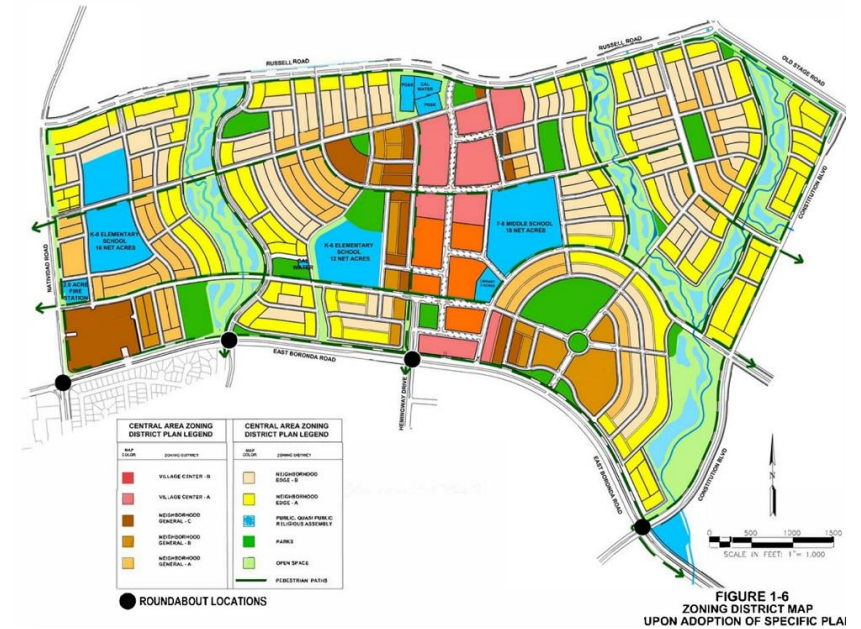 RUSSELL ROAD
RUSSELL ROAD
OLD STAGE ROAD
CAL
WATER
CONSTITUTION BLVD
NATIVIDAD ROAD
K-6 ELEMENTARY
SCHOOL
18 NET ACRES
K-6 ELEMENTARY
SCHOOL
12 NET ACRES
7-8 MIDDLE SCHOOL
18 NET ACRES
CAL
WATER
FIRE
STATION
EAST BORONDA ROAD
HEMINGWAY DRIVE
EAST BORONDA ROAD
CONSTITUTION BLVD
CENTRAL AREA ZONING
DISTRICT PLAN LEGEND
MAP
COLOR
ZONING DISTRICT
VILLAGE CENTER - B
VILLAGE CENTER - A
NEIGHBORHOOD
GENERAL - C
NEIGHBORHOOD
GENERAL - B
NEIGHBORHOOD
GENERAL - A
CENTRAL AREA ZONING
DISTRICT PLAN LEGEND
MAP
COLOR
ZONING DISTRICT
NEIGHBORHOOD
EDGE - B
NEIGHBORHOOD
EDGE - A
PUBLIC, QUASI PUBLIC
RELIGIOUS ASSEMBLY
PARKS
OPEN SPACE
PEDESTRIAN PATHS
ROUNDABOUT LOCATIONS
N
0 500 1000 1500
SCALE IN FEET: 1"= 1,000
FIGURE 1-6
ZONING DISTRICT MAP
UPON ADOPTION OF SPECIFIC PLAN